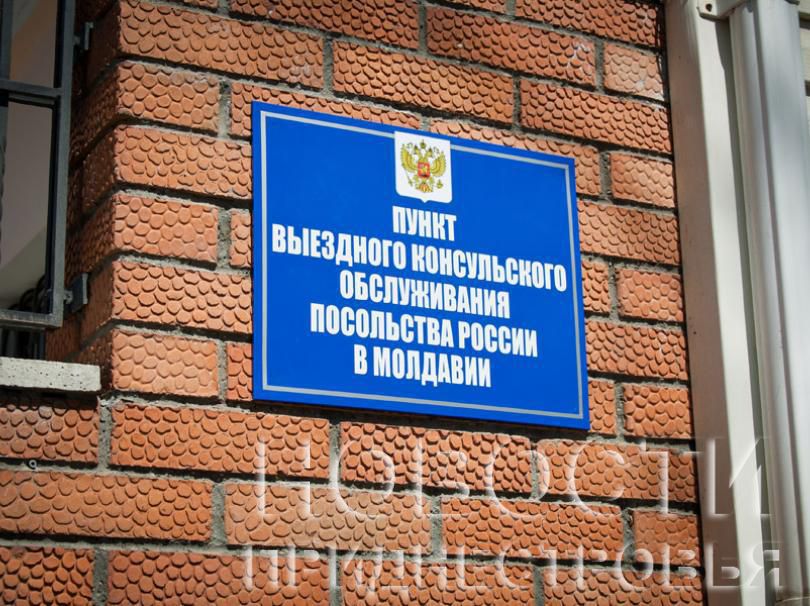 ПУНКТ
ВЫЕЗДНОГО КОНСУЛЬСКОГО
ОБСЛУЖИВАНИЯ
ПОСОЛЬСТВА РОССИИ
В МОЛДАВИИ
НОВОСТИ
ПРИДНЕСТРОВЬЯ